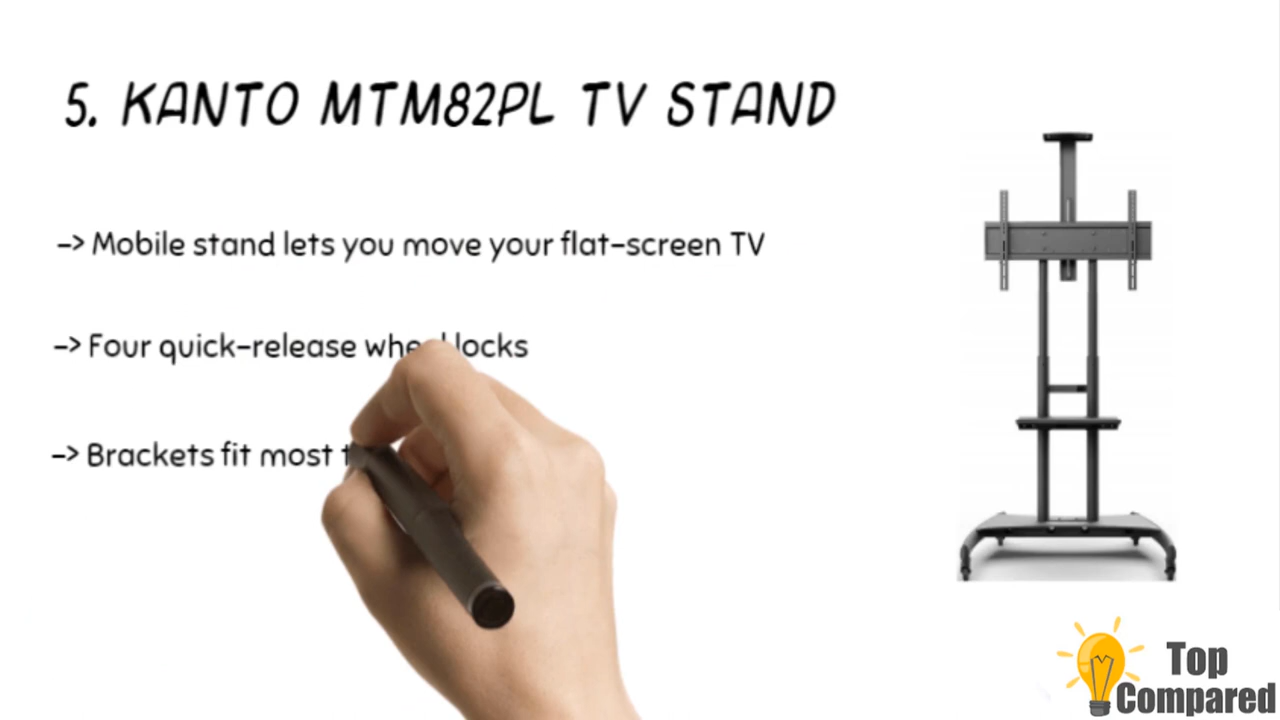 5. KANTO MTM82PL TV STAND
-> Mobile stand lets you move your flat-screen TV
-> Four quick-release locks
-> Brackets fit most
Top
Compared